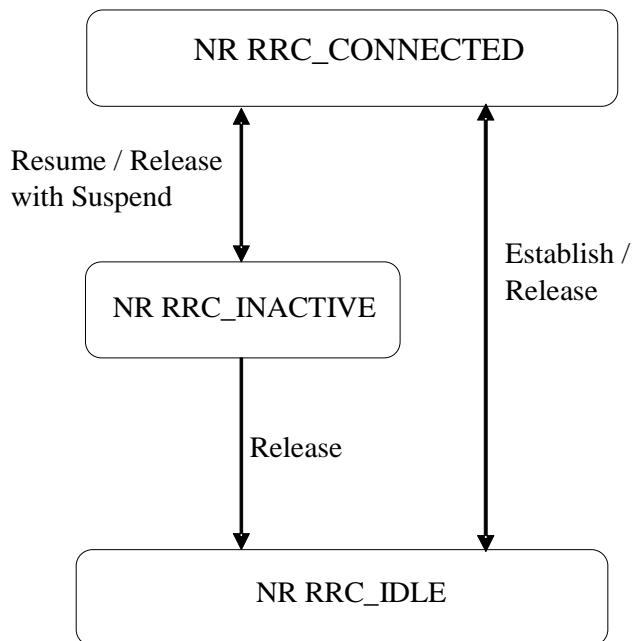 NR RRC_CONNECTED
Resume / Release
with Suspend
Establish /
Release
NR RRC_INACTIVE
Release
NR RRC_IDLE